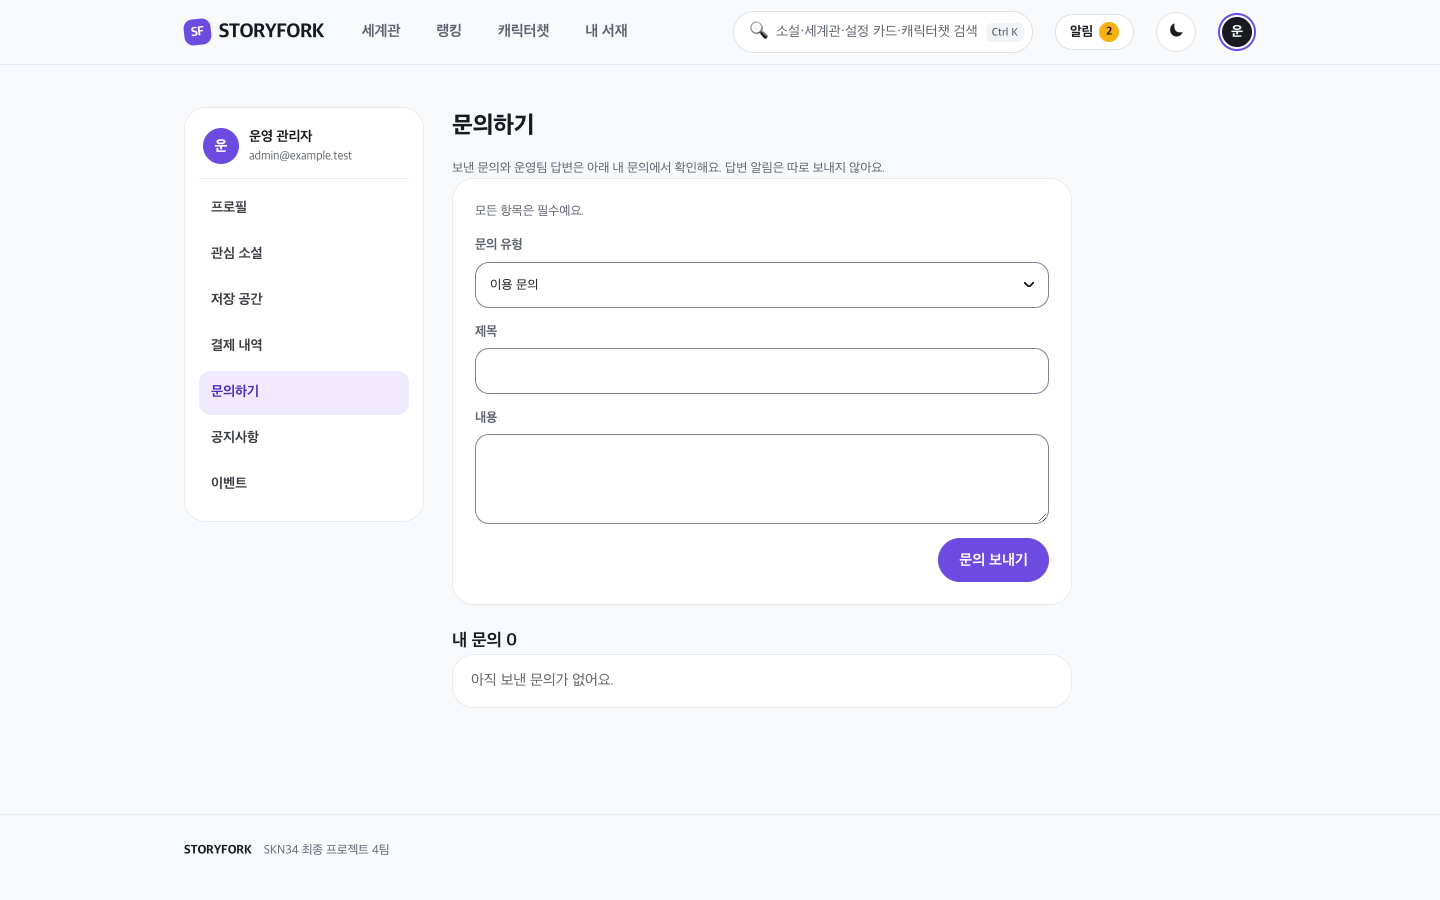 SF STORYFORK 세계관 랭킹 캐릭터챗 내 서재 소설·세계관·설정 카드·캐릭터챗 검색 Ctrl K 알림 2 운
운 운영 관리자
admin@example.test
프로필
관심 소설
저장 공간
결제 내역
문의하기
공지사항
이벤트
문의하기
보낸 문의와 운영팀 답변은 아래 내 문의에서 확인해요. 답변 알림은 따로 보내지 않아요.
모든 항목은 필수예요.
문의 유형
이용 문의
제목
내용
문의 보내기
내 문의 0
아직 보낸 문의가 없어요.
STORYFORK SKN34 최종 프로젝트 4팀